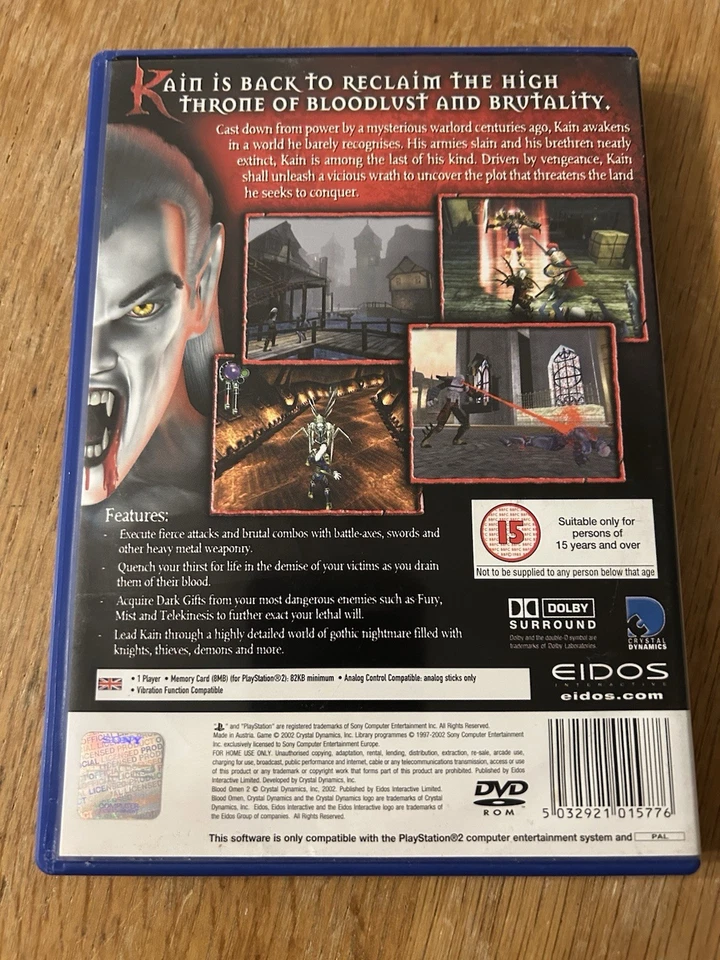 KAIN IS BACK TO RECLAIM THE HIGH
THRONE OF BLOODLUST AND BRUTALITY.
Cast down from power by a mysterious warlord centuries ago, Kain awakens
in a world he barely recognises. His armies slain and his brethren nearly
extinct, Kain is among the last of his kind. Driven by vengeance, Kain
shall unleash a vicious wrath to uncover the plot that threatens the land
he seeks to conquer.
Features:
- Execute fierce attacks and brutal combos with battle-axes, swords and
other heavy metal weaponry.
- Quench your thirst for life in the demise of your victims as you drain
them of their blood.
- Acquire Dark Gifts from your most dangerous enemies such as Fury,
Mist and Telekinesis to further exact your lethal will.
- Lead Kain through a highly detailed world of gothic nightmare filled with
knights, thieves, demons and more.
15
Suitable only for
persons of
15 years and over
Not to be supplied to any person below that age
DOLBY
SURROUND
Dolby and the double-D symbol are
trademarks of Dolby Laboratories.
CRYSTAL
DYNAMICS
EIDOS
INTERACTIVE
eidos.com
• 1 Player • Memory Card (8MB) (for PlayStation®2): 82KB minimum • Analog Control Compatible: analog sticks only
• Vibration Function Compatible
SONY
" and "PlayStation" are registered trademarks of Sony Computer Entertainment Inc. All Rights Reserved.
Made in Austria. Game © 2002 Crystal Dynamics, Inc. Library programmes © 1997-2002 Sony Computer Entertainment
Inc. exclusively licensed to Sony Computer Entertainment Europe.
FOR HOME USE ONLY. Unauthorised copying, adaptation, rental, lending, distribution, extraction, re-sale, arcade use,
charging for use, broadcast, public performance and internet, cable or any telecommunications transmission, access or use
of this product or any trademark or copyright work that forms part of this product are prohibited. Published by Eidos
Interactive Limited. Developed by Crystal Dynamics, Inc.
Blood Omen 2 © Crystal Dynamics, Inc. 2002. Published by Eidos Interactive Limited.
Blood Omen, Crystal Dynamics and the Crystal Dynamics logo are trademarks of Crystal
Dynamics, Inc. Eidos, Eidos Interactive and the Eidos Interactive logo are trademarks of
the Eidos Group of companies. All Rights Reserved.
DVD
ROM
5 032921 015776
This software is only compatible with the PlayStation®2 computer entertainment system and PAL